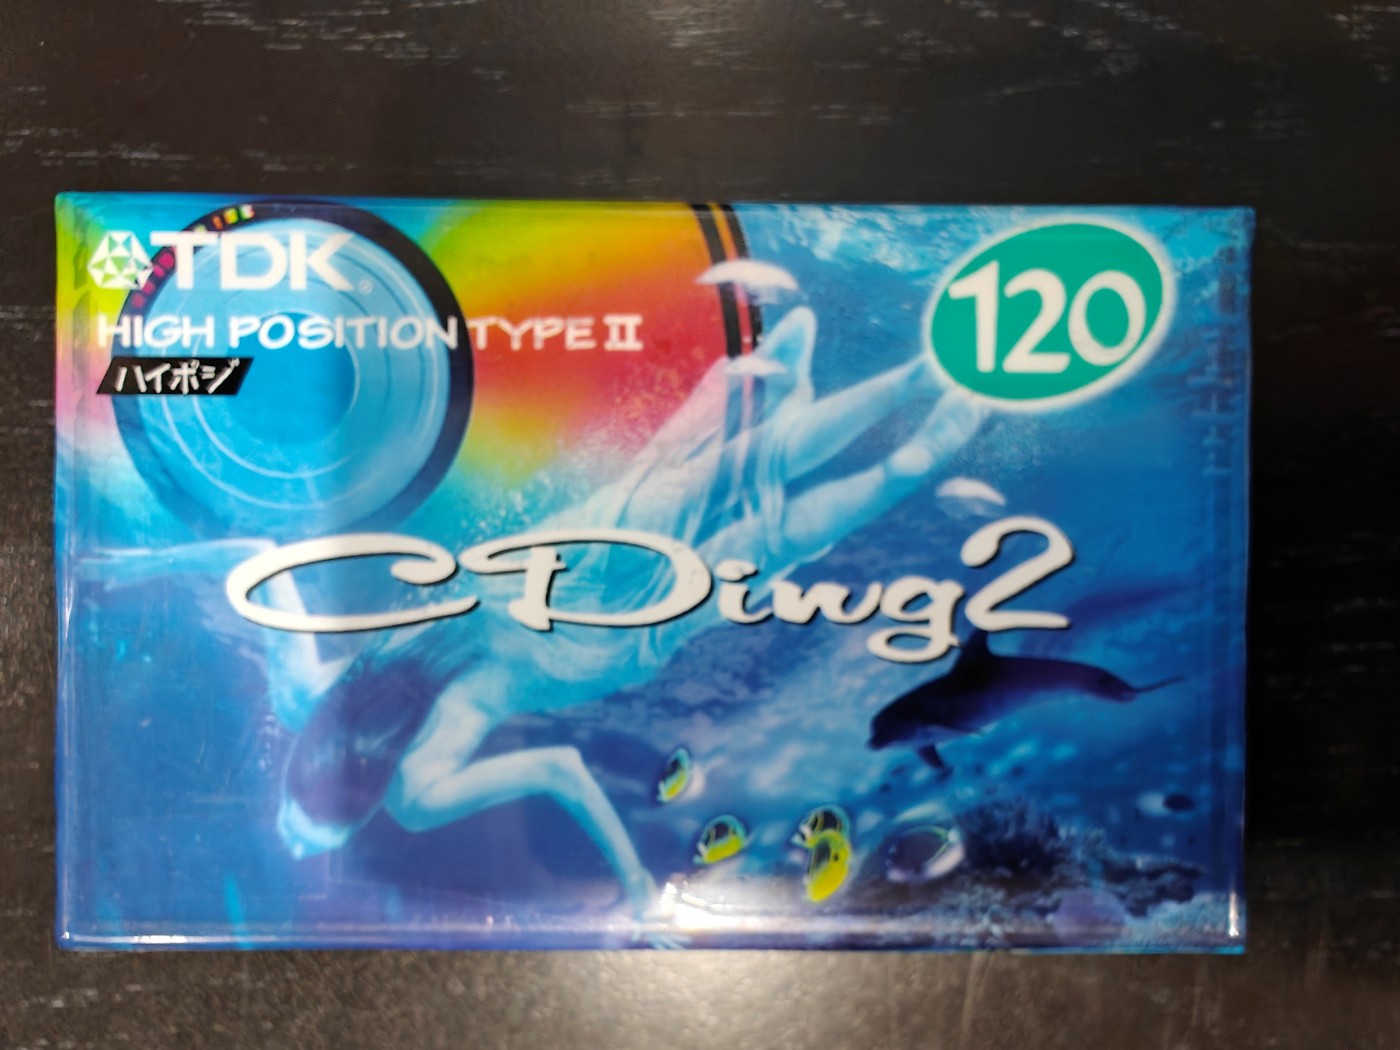 TDK®
HIGH POSITION TYPE II
ハイポジ
120
CDing2